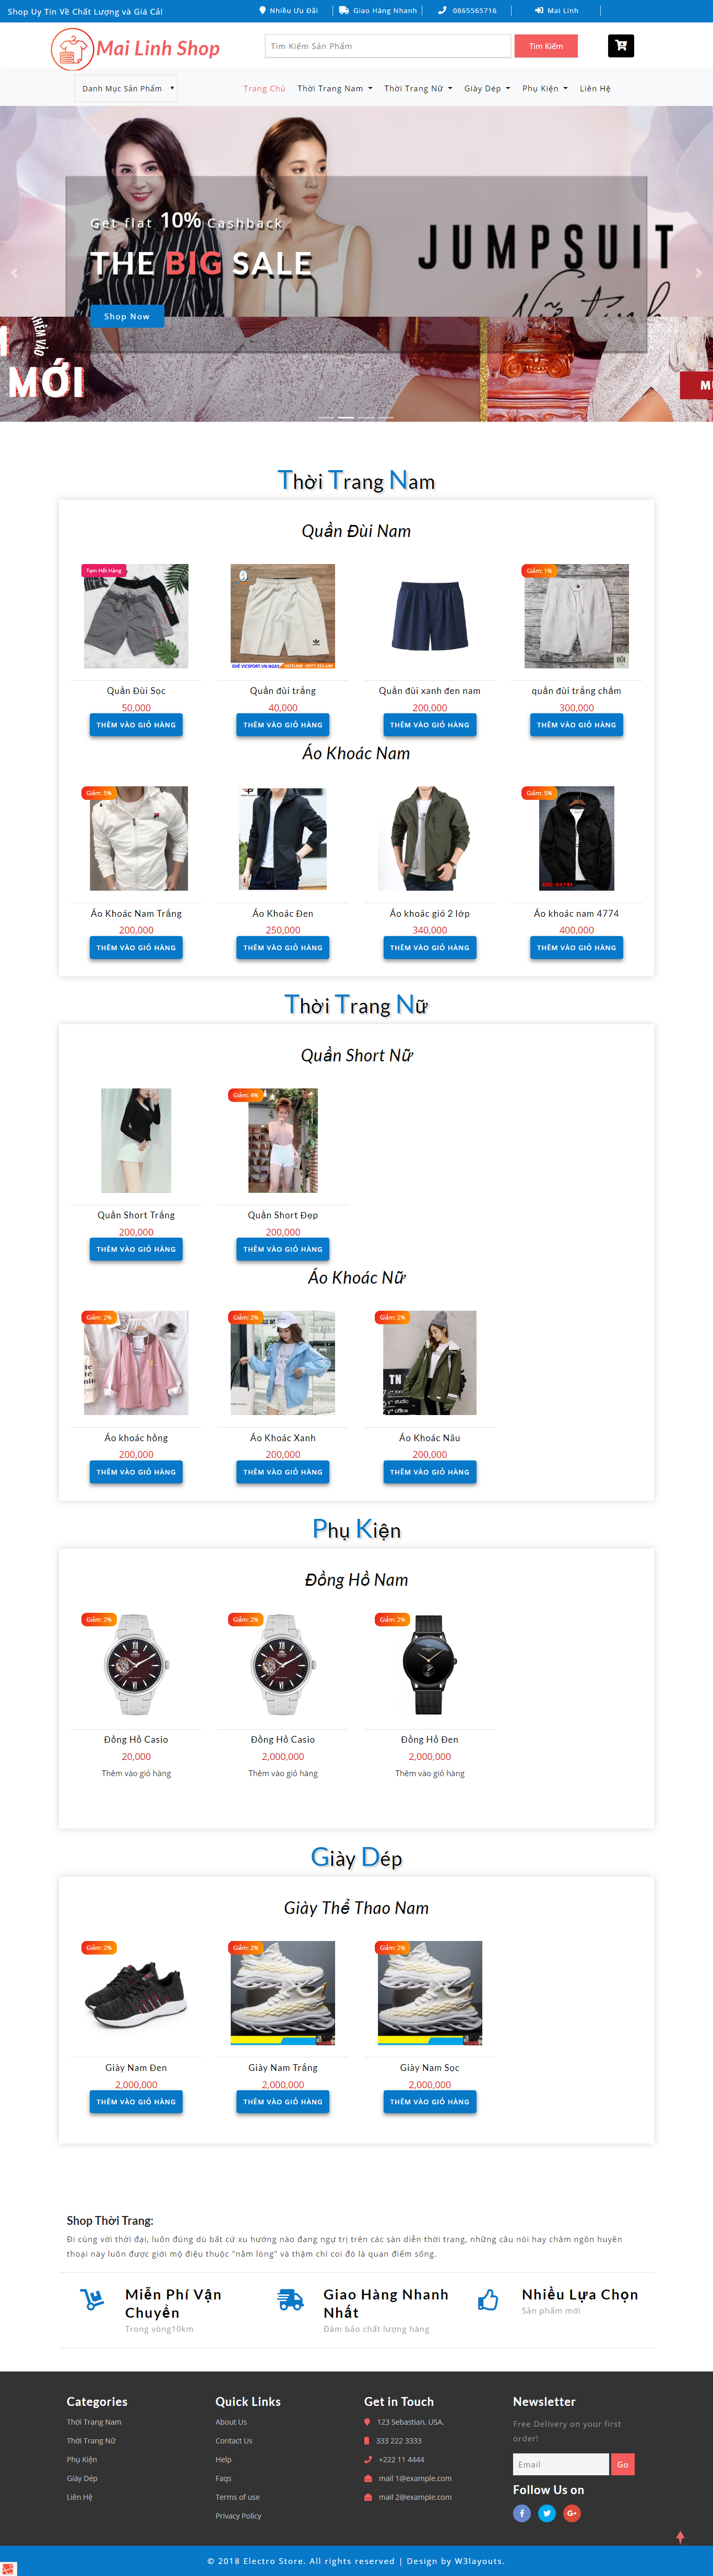 Shop Uy Tín Về Chất Lượng và Giá Cả!
Nhiều Ưu Đãi
Giao Hàng Nhanh
0865565716
Mai Linh
Mai Linh Shop
Tìm Kiếm Sản Phẩm
Tìm Kiếm
Danh Mục Sản Phẩm
Trang Chủ Thời Trang Nam Thời Trang Nữ Giày Dép Phụ Kiện Liên Hệ
Get flat 10% Cashback
THE BIG SALE
JUMPSUIT
Nữ tính
Shop Now
THÊM VÀO
MỚI
Thời Trang Nam
Quần Đùi Nam
Tạm Hết Hàng
Giảm: 1%
Quần Đùi Sọc
Quần đùi trắng
Quần đùi xanh đen nam
quần đùi trắng chấm
50,000
40,000
200,000
300,000
THÊM VÀO GIỎ HÀNG
THÊM VÀO GIỎ HÀNG
THÊM VÀO GIỎ HÀNG
THÊM VÀO GIỎ HÀNG
Áo Khoác Nam
Giảm: 5%
Giảm: 5%
Áo Khoác Nam Trắng
Áo Khoác Đen
Áo khoác gió 2 lớp
Áo khoác nam 4774
200,000
250,000
340,000
400,000
THÊM VÀO GIỎ HÀNG
THÊM VÀO GIỎ HÀNG
THÊM VÀO GIỎ HÀNG
THÊM VÀO GIỎ HÀNG
Thời Trang Nữ
Quần Short Nữ
Giảm: 4%
Quần Short Trắng
Quần Short Đẹp
200,000
200,000
THÊM VÀO GIỎ HÀNG
THÊM VÀO GIỎ HÀNG
Áo Khoác Nữ
Giảm: 2%
Giảm: 2%
Giảm: 2%
Áo khoác hồng
Áo Khoác Xanh
Áo Khoác Nâu
200,000
200,000
200,000
THÊM VÀO GIỎ HÀNG
THÊM VÀO GIỎ HÀNG
THÊM VÀO GIỎ HÀNG
Phụ Kiện
Đồng Hồ Nam
Giảm: 2%
Giảm: 2%
Giảm: 2%
Đồng Hồ Casio
Đồng Hồ Casio
Đồng Hồ Đen
20,000
2,000,000
2,000,000
Thêm vào giỏ hàng
Thêm vào giỏ hàng
Thêm vào giỏ hàng
Giày Dép
Giày Thể Thao Nam
Giảm: 2%
Giảm: 2%
Giảm: 2%
Giày Nam Đen
Giày Nam Trắng
Giày Nam Sọc
2,000,000
2,000,000
2,000,000
THÊM VÀO GIỎ HÀNG
THÊM VÀO GIỎ HÀNG
THÊM VÀO GIỎ HÀNG
Shop Thời Trang:
Đi cùng với thời đại, luôn đúng dù bất cứ xu hướng nào đang ngự trị trên các sàn diễn thời trang, những câu nói hay châm ngôn huyền
thoại này luôn được giới mộ điệu thuộc "nằm lòng" và thậm chí coi đó là quan điểm sống.
Miễn Phí Vận
Chuyển
Trong vòng10km
Giao Hàng Nhanh
Nhất
Đảm bảo chất lượng hàng
Nhiều Lựa Chọn
Sản phẩm mới
Categories
Thời Trang Nam
Thời Trang Nữ
Phụ Kiện
Giày Dép
Liên Hệ
Quick Links
About Us
Contact Us
Help
Faqs
Terms of use
Privacy Policy
Get in Touch
123 Sebastian, USA.
333 222 3333
+222 11 4444
mail 1@example.com
mail 2@example.com
Newsletter
Free Delivery on your first
order!
Email
Go
Follow Us on
© 2018 Electro Store. All rights reserved | Design by W3layouts.